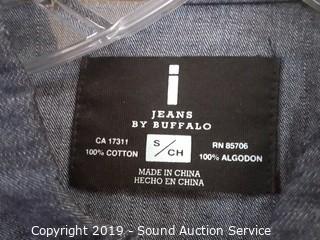 i
JEANS
BY BUFFALO
CA 17311 S/CH RN 85706
100% COTTON 100% ALGODON
MADE IN CHINA
HECHO EN CHINA
Copyright 2019 - Sound Auction Service